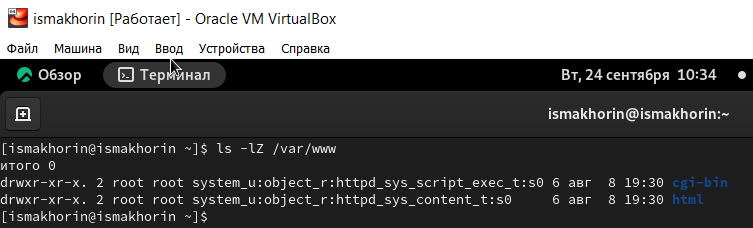 ismakhorin [Работает] - Oracle VM VirtualBox
Файл Машина Вид Ввод Устройства Справка
Обзор Терминал Вт, 24 сентября 10:34
ismakhorin@ismakhorin:~
[ismakhorin@ismakhorin ~]$ ls -lZ /var/www
итого 0
drwxr-xr-x. 2 root root system_u:object_r:httpd_sys_script_exec_t:s0 6 авг  8 19:30 cgi-bin
drwxr-xr-x. 2 root root system_u:object_r:httpd_sys_content_t:s0     6 авг  8 19:30 html
[ismakhorin@ismakhorin ~]$